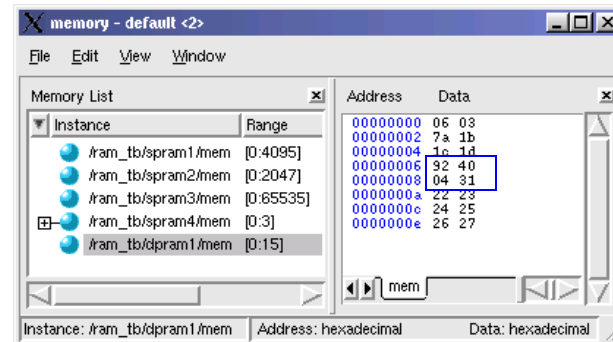 memory - default <2>
File Edit View Window
Memory List
Instance Range
/ram_tb/spram1/mem [0:4095]
/ram_tb/spram2/mem [0:2047]
/ram_tb/spram3/mem [0:65535]
/ram_tb/spram4/mem [0:3]
/ram_tb/dpram1/mem [0:15]
Address Data
00000000 06 03
00000002 7a 1b
00000004 1c 1d
00000006 92 40
00000008 04 31
0000000a 22 23
0000000c 24 25
0000000e 26 27
mem
Instance: /ram_tb/dpram1/mem Address: hexadecimal Data: hexadecimal